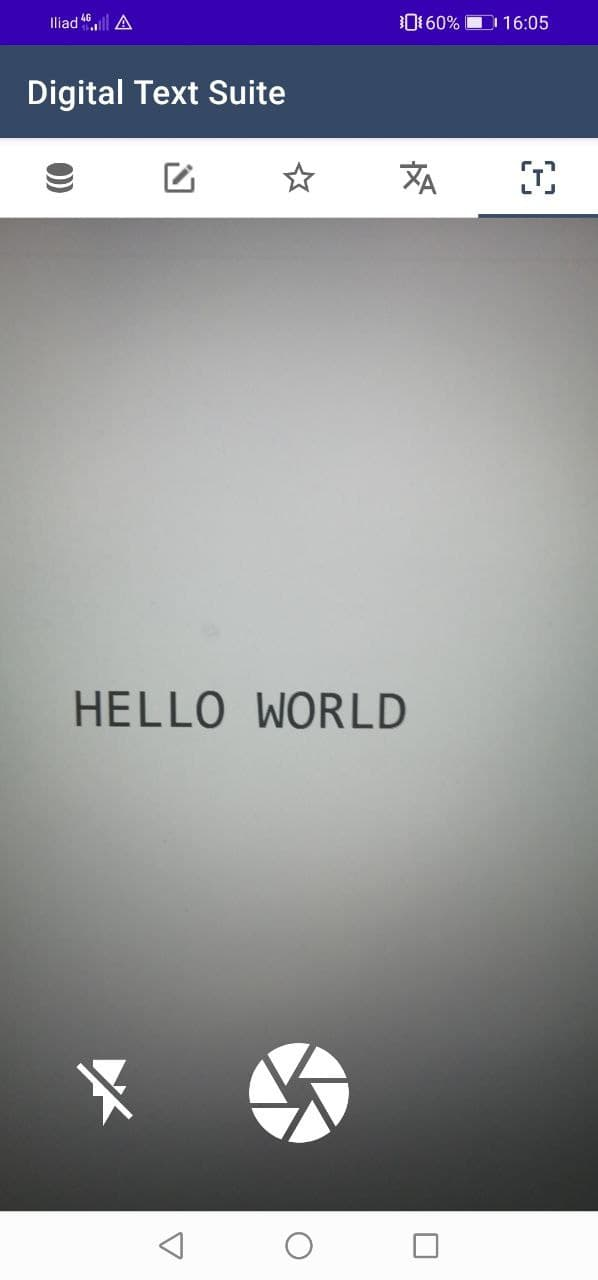 Iliad 4G 60% 16:05
Digital Text Suite
HELLO WORLD